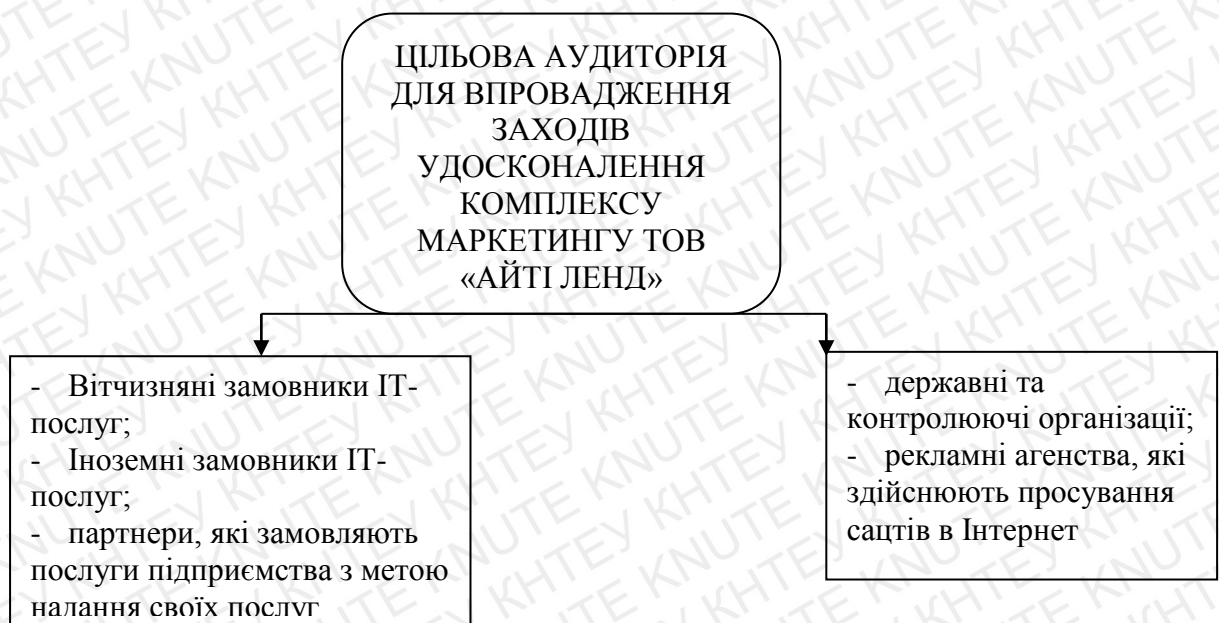 ЦІЛЬОВА АУДИТОРІЯ
ДЛЯ ВПРОВАДЖЕННЯ
ЗАХОДІВ
УДОСКОНАЛЕННЯ
КОМПЛЕКСУ
МАРКЕТИНГУ ТОВ
«АЙТІ ЛЕНД»
- Вітчизняні замовники ІТ-
послуг;
- Іноземні замовники ІТ-
послуг;
- партнери, які замовляють
послуги підприємства з метою
надання своїх послуг
- державні та
контролюючі організації;
- рекламні агенства, які
здійснюють просування
сацтів в Інтернет